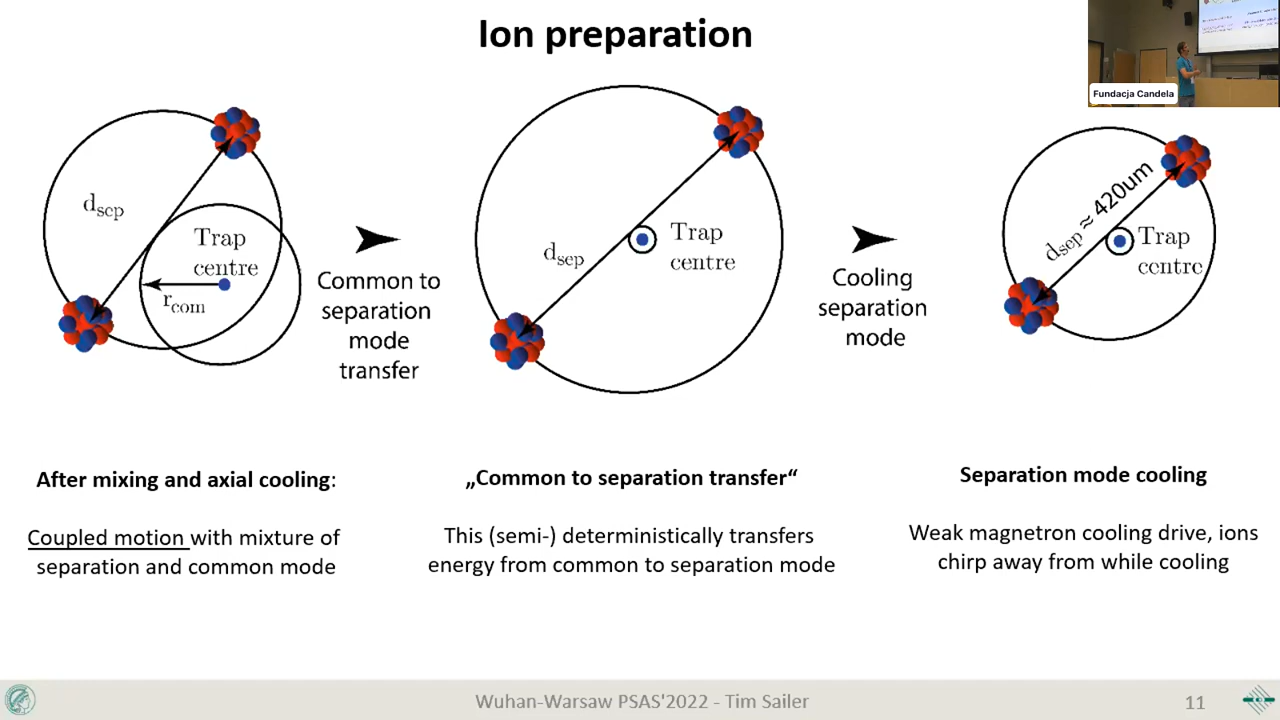 Ion preparation
Fundacja Candela
d_sep
Trap
centre
r_com
Common to
separation
mode
transfer
d_sep
Trap
centre
Cooling
separation
mode
d_sep ≈ 420um
Trap
centre
After mixing and axial cooling:
Coupled motion with mixture of
separation and common mode
„Common to separation transfer“
This (semi-) deterministically transfers
energy from common to separation mode
Separation mode cooling
Weak magnetron cooling drive, ions
chirp away from while cooling
Wuhan-Warsaw PSAS'2022 - Tim Sailer
11